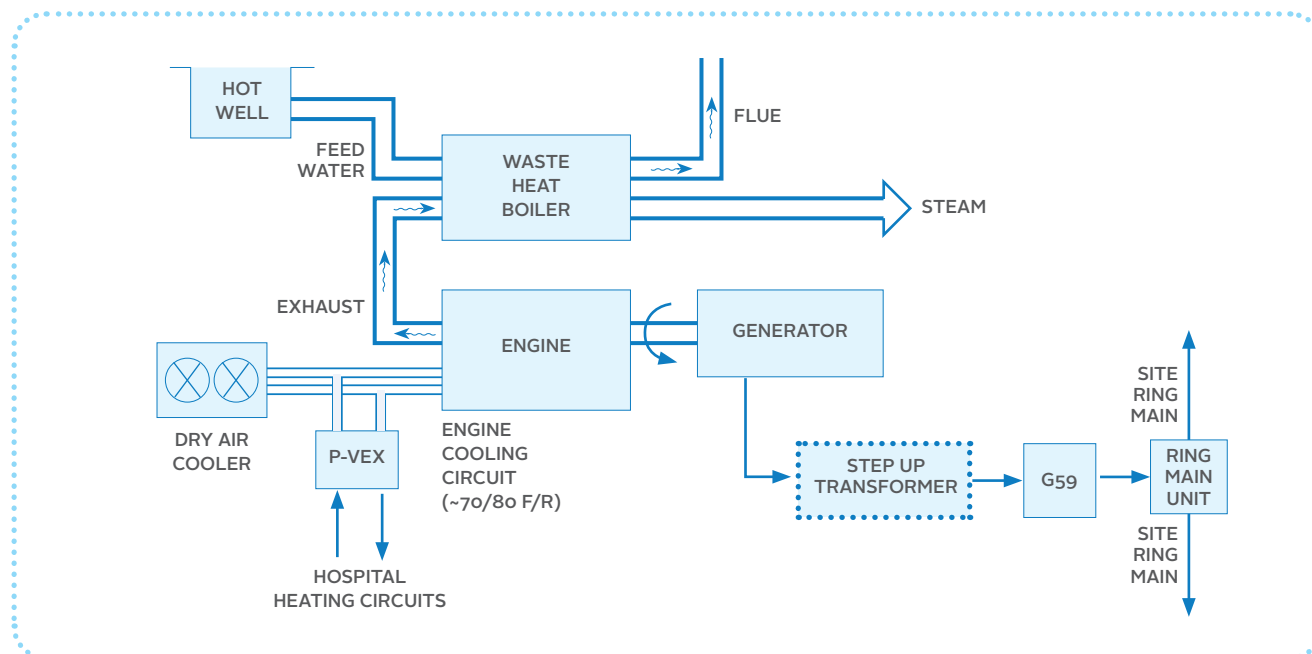 HOT
WELL
FEED
WATER
WASTE
HEAT
BOILER
FLUE
STEAM
EXHAUST
ENGINE
GENERATOR
DRY AIR
COOLER
P-VEX
ENGINE
COOLING
CIRCUIT
(~70/80 F/R)
HOSPITAL
HEATING CIRCUITS
STEP UP
TRANSFORMER
G59
SITE
RING
MAIN
RING
MAIN
UNIT
SITE
RING
MAIN